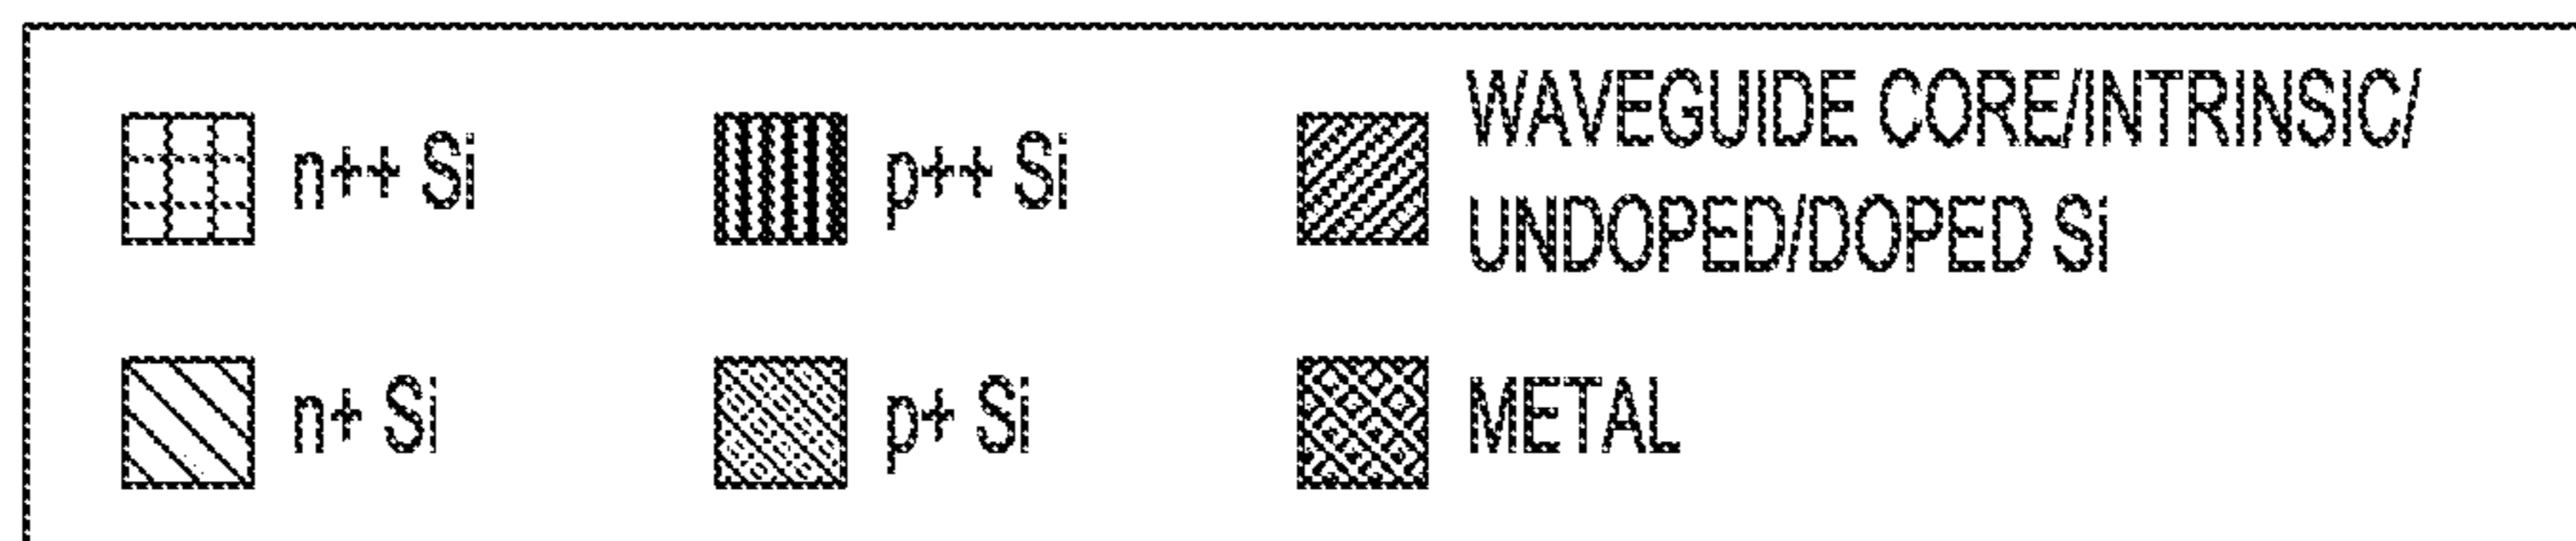 n++ Si
p++ Si
WAVEGUIDE CORE/INTRINSIC/
UNDOPED/DOPED Si
n+ Si
p+ Si
METAL